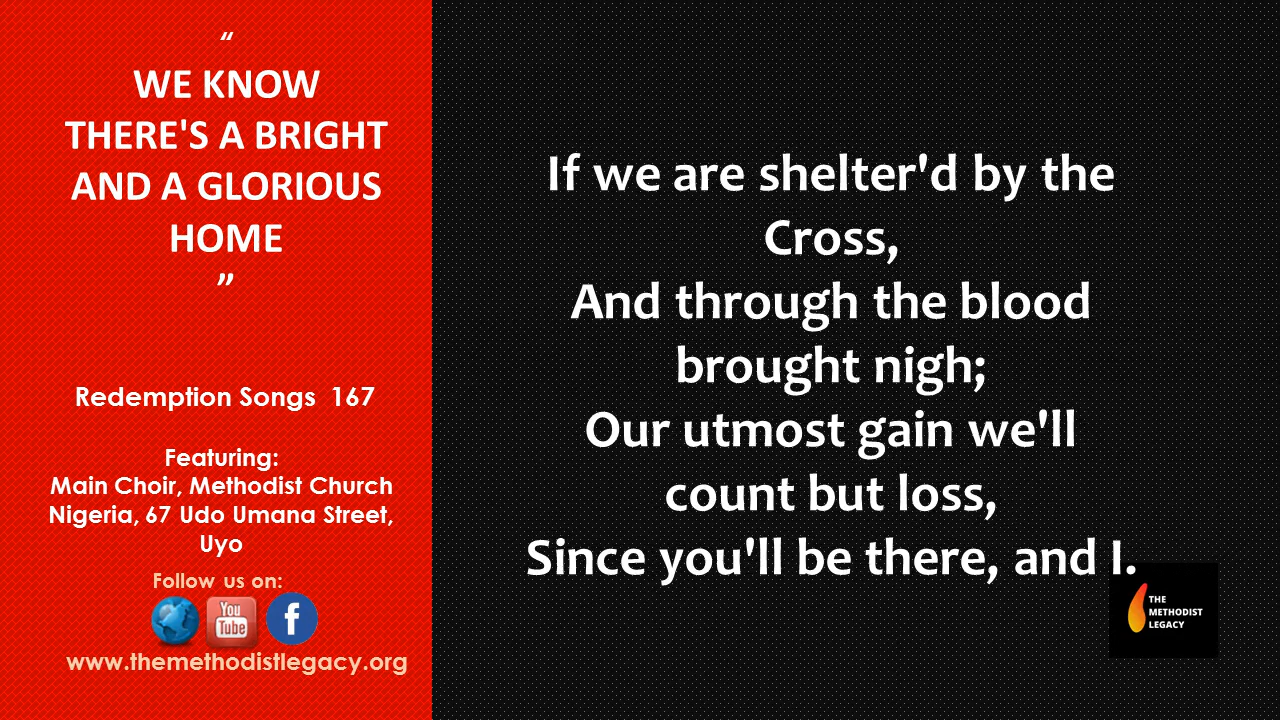 “
WE KNOW
THERE'S A BRIGHT
AND A GLORIOUS
HOME
”
Redemption Songs 167
Featuring:
Main Choir, Methodist Church
Nigeria, 67 Udo Umana Street,
Uyo
Follow us on:
You
Tube
f
www.themethodistlegacy.org
If we are shelter'd by the
Cross,
And through the blood
brought nigh;
Our utmost gain we'll
count but loss,
Since you'll be there, and I.
THE
METHODIST
LEGACY